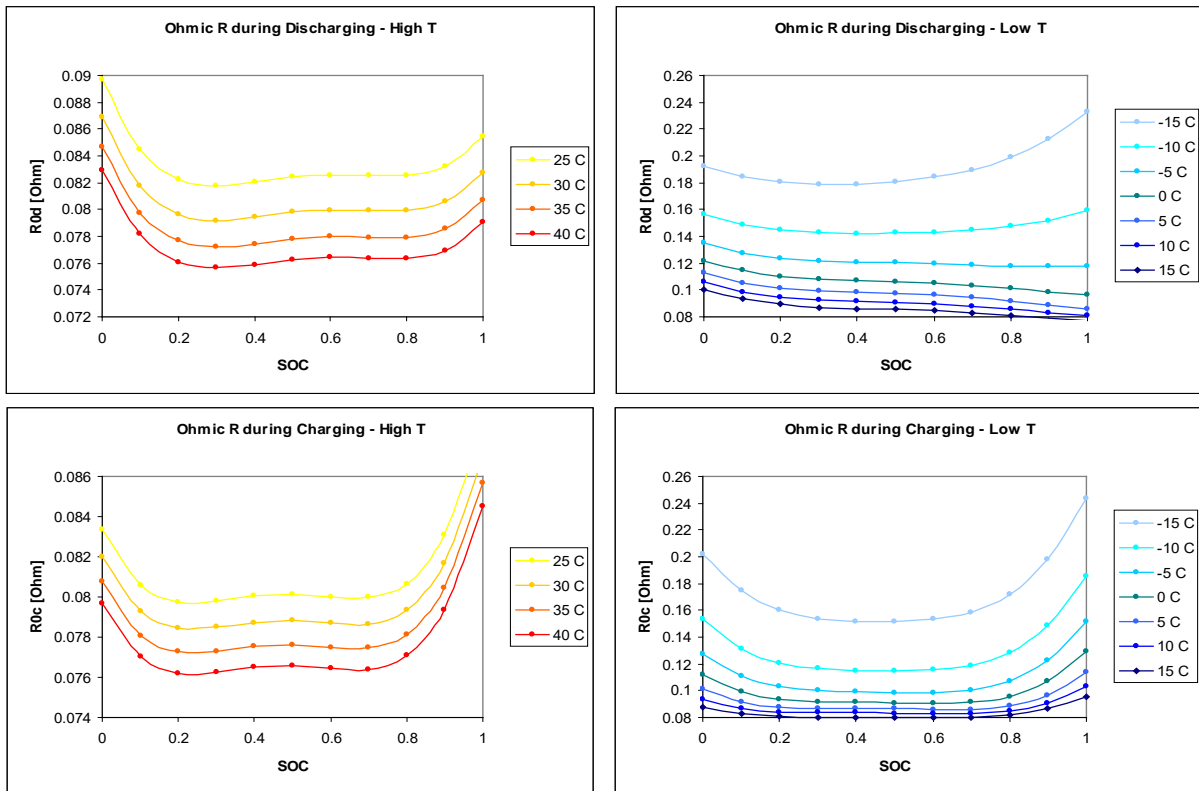 Ohmic R during Discharging - High T
R0d [Ohm]
0.09
0.088
0.086
0.084
0.082
0.08
0.078
0.076
0.074
0.072
0 0.2 0.4 0.6 0.8 1
SOC
25 C
30 C
35 C
40 C
Ohmic R during Discharging - Low T
R0d [Ohm]
0.26
0.24
0.22
0.2
0.18
0.16
0.14
0.12
0.1
0.08
0 0.2 0.4 0.6 0.8 1
SOC
-15 C
-10 C
-5 C
0 C
5 C
10 C
15 C
Ohmic R during Charging - High T
R0c [Ohm]
0.086
0.084
0.082
0.08
0.078
0.076
0.074
0 0.2 0.4 0.6 0.8 1
SOC
25 C
30 C
35 C
40 C
Ohmic R during Charging - Low T
R0c [Ohm]
0.26
0.24
0.22
0.2
0.18
0.16
0.14
0.12
0.1
0.08
0 0.2 0.4 0.6 0.8 1
SOC
-15 C
-10 C
-5 C
0 C
5 C
10 C
15 C